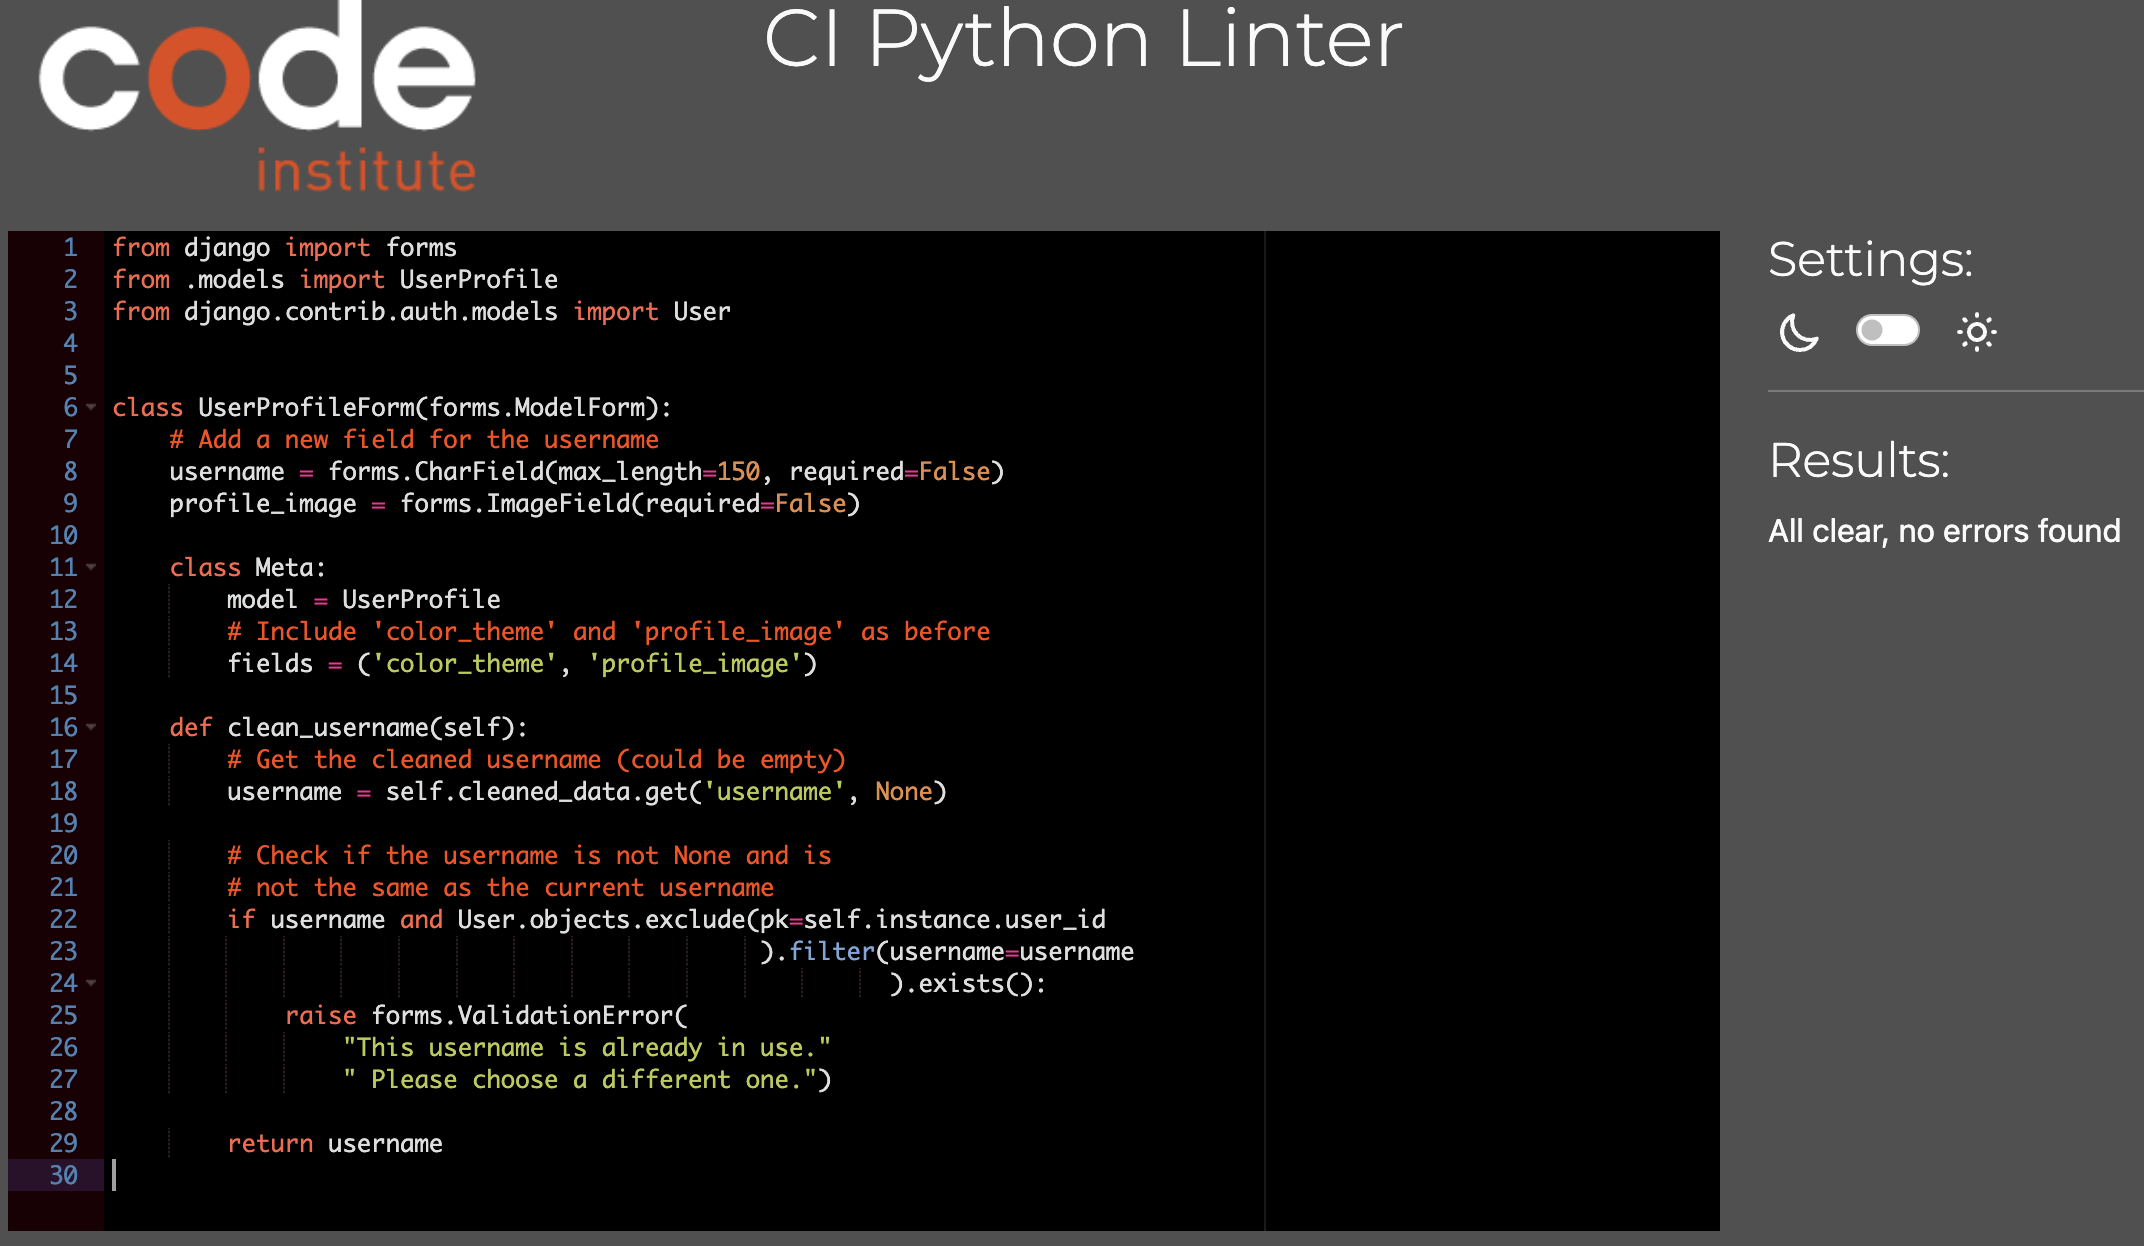 code
institute
CI Python Linter
1 from django import forms
2 from .models import UserProfile
3 from django.contrib.auth.models import User
4
5
6 class UserProfileForm(forms.ModelForm):
7     # Add a new field for the username
8     username = forms.CharField(max_length=150, required=False)
9     profile_image = forms.ImageField(required=False)
10
11     class Meta:
12         model = UserProfile
13         # Include 'color_theme' and 'profile_image' as before
14         fields = ('color_theme', 'profile_image')
15
16     def clean_username(self):
17         # Get the cleaned username (could be empty)
18         username = self.cleaned_data.get('username', None)
19
20         # Check if the username is not None and is
21         # not the same as the current username
22         if username and User.objects.exclude(pk=self.instance.user_id
23                                              ).filter(username=username
24                                                       ).exists():
25             raise forms.ValidationError(
26                 "This username is already in use."
27                 " Please choose a different one.")
28
29         return username
30
Settings:
Results:
All clear, no errors found